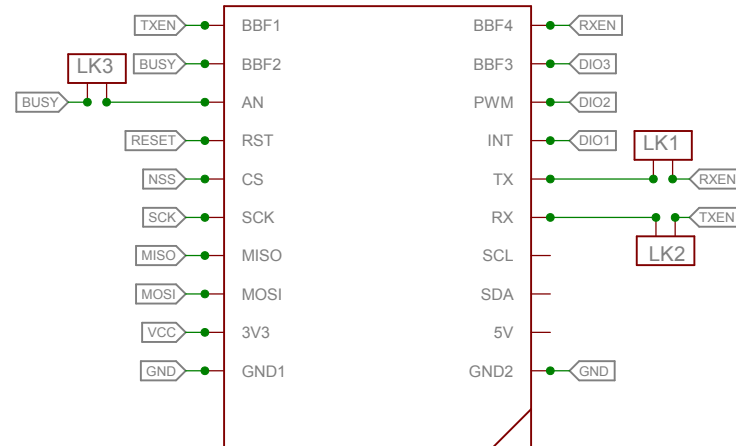 TXEN BBF1 BBF4 RXEN
LK3 BUSY BBF2 BBF3 DIO3
BUSY AN PWM DIO2
RESET RST INT DIO1 LK1
NSS CS TX RXEN
SCK SCK RX TXEN
MISO MISO SCL LK2
MOSI MOSI SDA
VCC 3V3 5V
GND GND1 GND2 GND